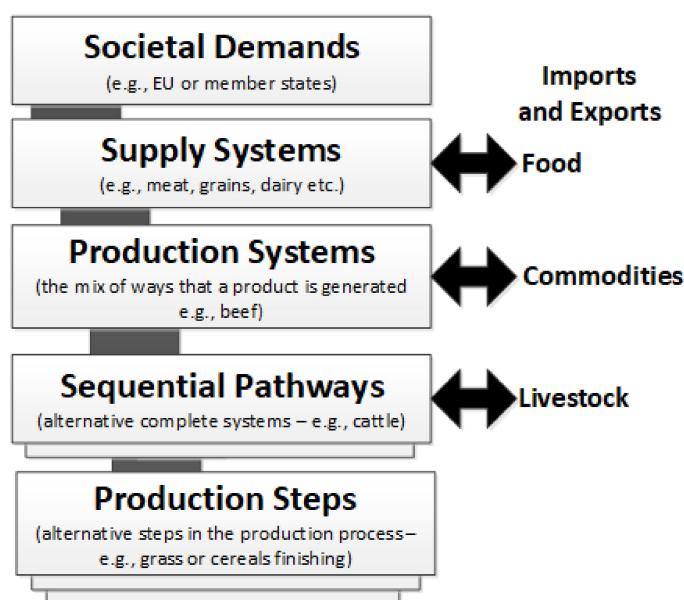 Societal Demands
(e.g., EU or member states)
Imports
and Exports
Supply Systems
(e.g., meat, grains, dairy etc.)
Food
Production Systems
(the mix of ways that a product is generated
e.g., beef)
Commodities
Sequential Pathways
(alternative complete systems – e.g., cattle)
Livestock
Production Steps
(alternative steps in the production process–
e.g., grass or cereals finishing)